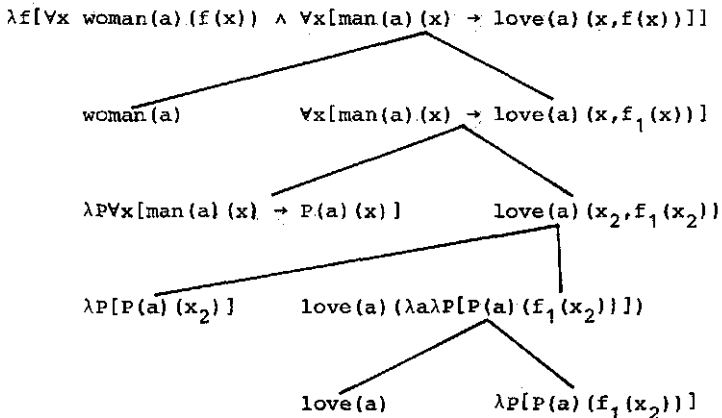 λf[∀x woman(a)(f(x)) ∧ ∀x[man(a)(x) → love(a)(x,f(x))]]
woman(a) ∀x[man(a)(x) → love(a)(x,f₁(x))]
λP∀x[man(a)(x) → P(a)(x)] love(a)(x₂,f₁(x₂))
λP[P(a)(x₂)] love(a)(λaλP[P(a)(f₁(x₂))])
love(a) λP[P(a)(f₁(x₂))]